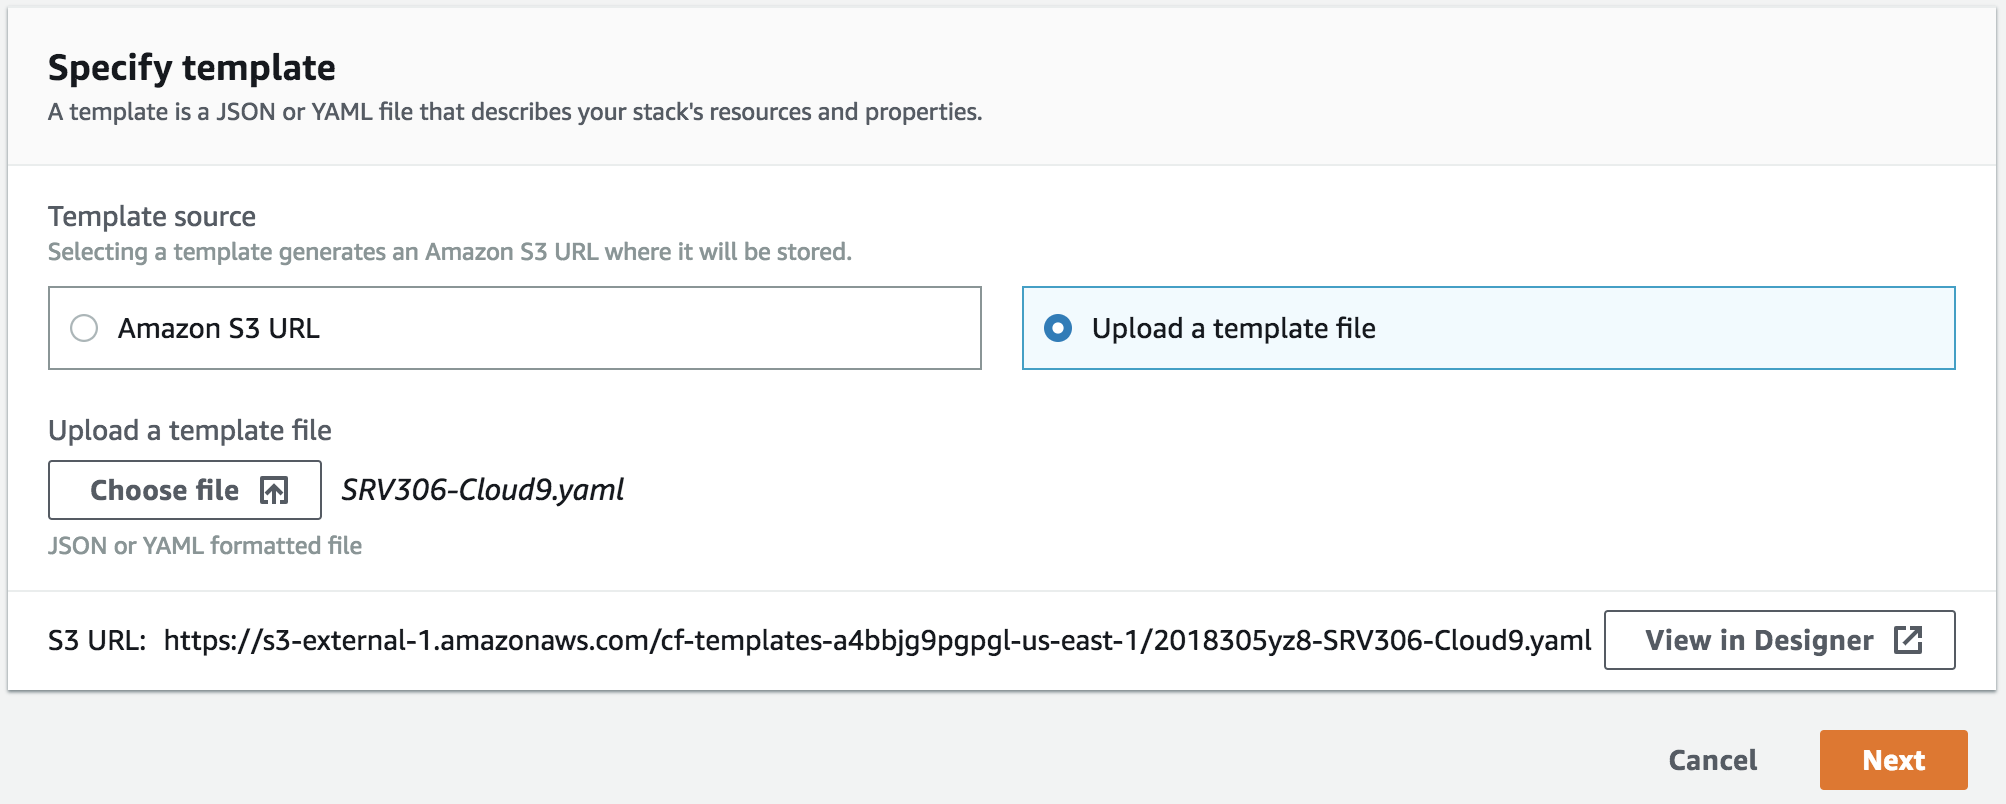 Specify template
A template is a JSON or YAML file that describes your stack's resources and properties.
Template source
Selecting a template generates an Amazon S3 URL where it will be stored.
Amazon S3 URL
Upload a template file
Upload a template file
Choose file
SRV306-Cloud9.yaml
JSON or YAML formatted file
S3 URL: https://s3-external-1.amazonaws.com/cf-templates-a4bbjg9pgpgl-us-east-1/2018305yz8-SRV306-Cloud9.yaml
View in Designer
Cancel
Next